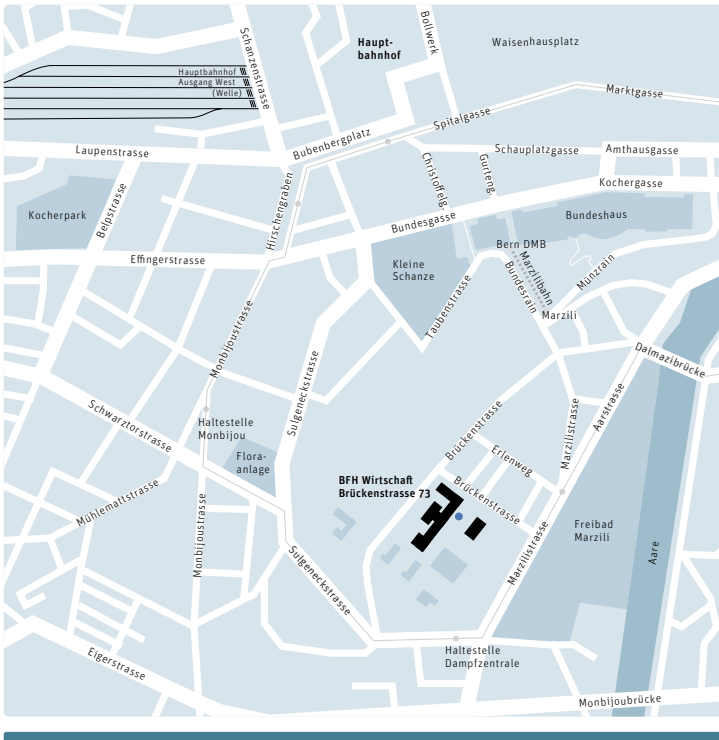 Schanzenstrasse
Haupt-
bahnhof
Bollwerk
Waisenhausplatz
Hauptbahnhof
Ausgang West
(Welle)
Marktgasse
Spitalgasse
Bubenbergplatz
Laupenstrasse
Schauplatzgasse
Amthausgasse
Kochergasse
Christoffelg.
Gurteng.
Hirschengraben
Belpstrasse
Kocherpark
Bundesgasse
Bundeshaus
Bern DMB
Effingerstrasse
Kleine
Schanze
Marzilibahn
Bundesrain
Münzrain
Taubenstrasse
Marzili
Monbijoustrasse
Sulgeneckstrasse
Dalmazibrücke
Aarstrasse
Schwarztorstrasse
Haltestelle
Monbijou
Brückenstrasse
Marzilistrasse
Flora-
anlage
Erlenweg
BFH Wirtschaft
Brückenstrasse 73
Brückenstrasse
Mühlemattstrasse
Monbijoustrasse
Freibad
Marzili
Aare
Sulgeneckstrasse
Marzilistrasse
Haltestelle
Dampfzentrale
Eigerstrasse
Monbijoubrücke